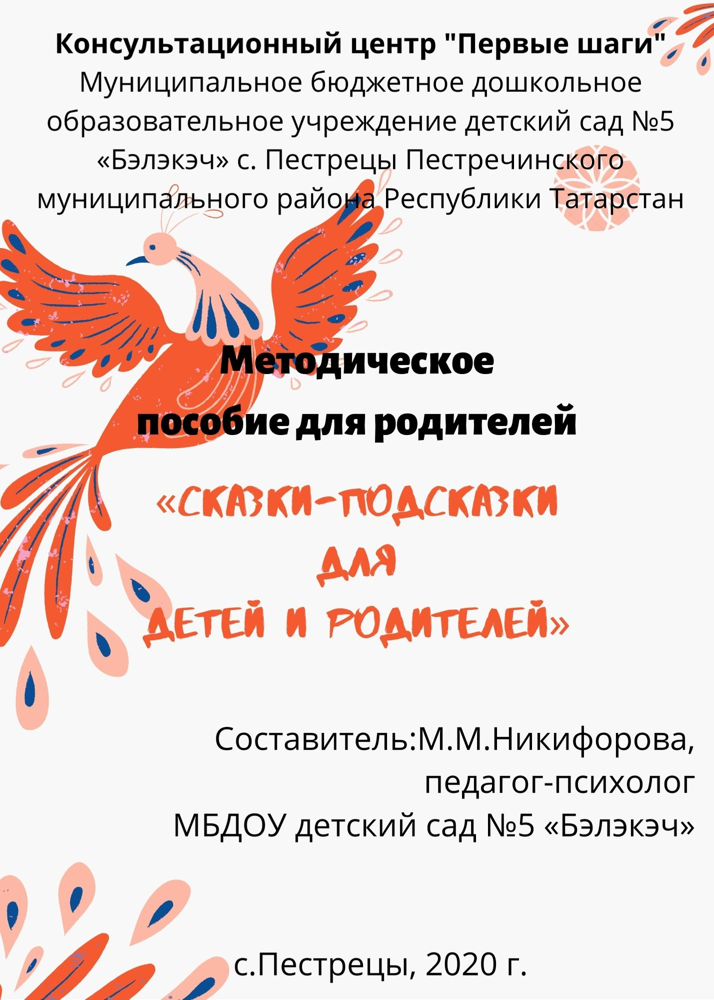 Консультационный центр "Первые шаги"
Муниципальное бюджетное дошкольное
образовательное учреждение детский сад №5
«Бэлэкэч» с. Пестрецы Пестречинского
муниципального района Республики Татарстан
Методическое
пособие для родителей
«СКАЗКИ-ПОДСКАЗКИ
ДЛЯ
ДЕТЕЙ И РОДИТЕЛЕЙ»
Составитель:М.М.Никифорова,
педагог-психолог
МБДОУ детский сад №5 «Бэлэкэч»
с.Пестрецы, 2020 г.